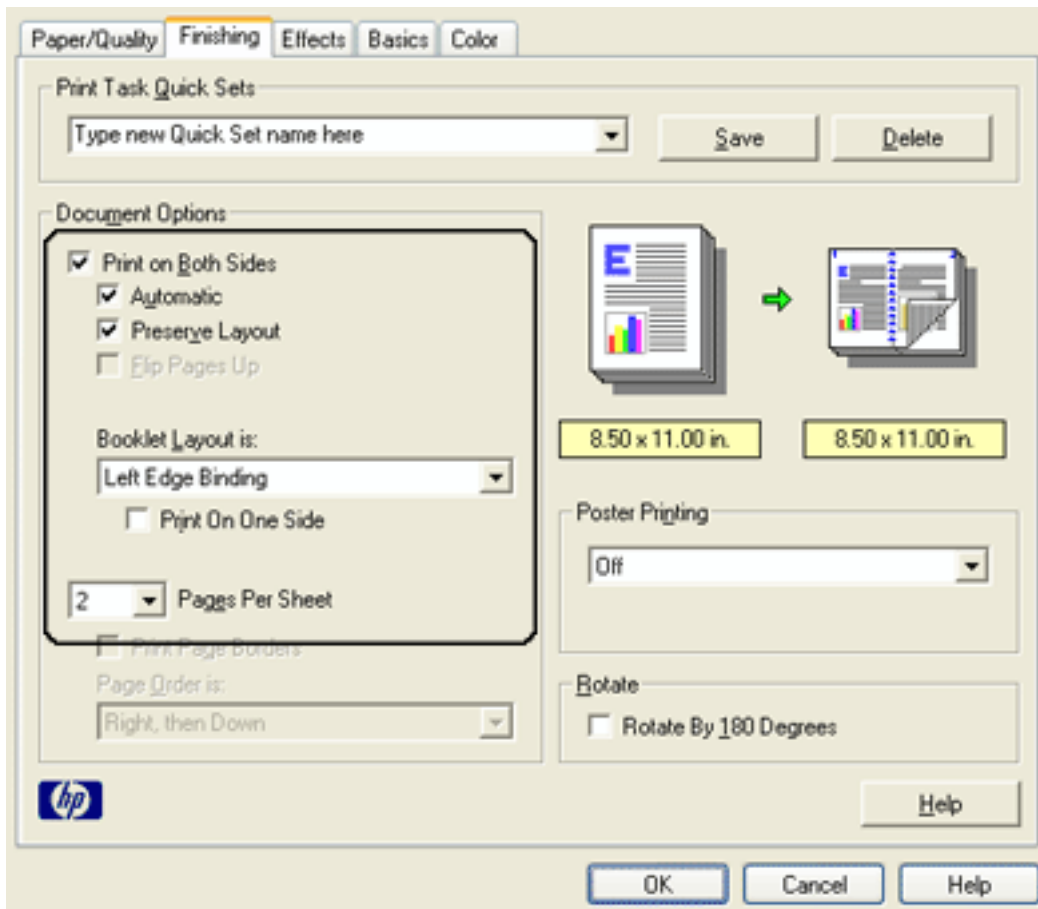 Paper/Quality Finishing Effects Basics Color
Print Task Quick Sets
Type new Quick Set name here Save Delete
Document Options
Print on Both Sides
Automatic
Preserve Layout
Flip Pages Up
Booklet Layout is:
Left Edge Binding
Print On One Side
2 Pages Per Sheet
Print Page Borders
Page Order is:
Right, then Down
E
8.50 x 11.00 in. 8.50 x 11.00 in.
Poster Printing
Off
Rotate
Rotate By 180 Degrees
hp
Help
OK Cancel Help